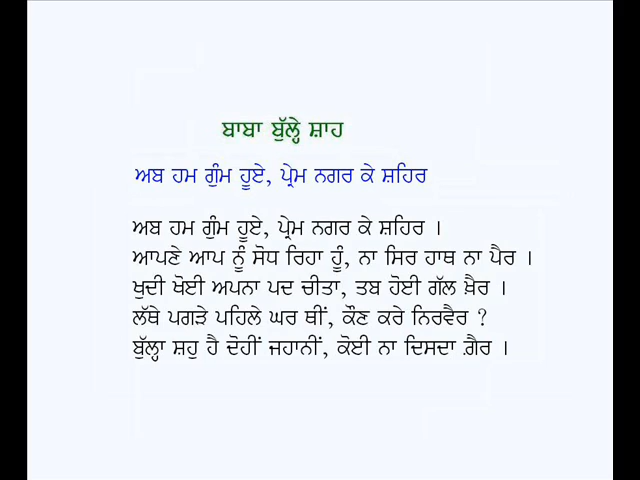 ਬਾਬਾ ਬੁੱਲ੍ਹੇ ਸ਼ਾਹ
ਅਬ ਹਮ ਗੁੰਮ ਹੂਏ, ਪ੍ਰੇਮ ਨਗਰ ਕੇ ਸ਼ਹਿਰ
ਅਬ ਹਮ ਗੁੰਮ ਹੂਏ, ਪ੍ਰੇਮ ਨਗਰ ਕੇ ਸ਼ਹਿਰ ।
ਆਪਣੇ ਆਪ ਨੂੰ ਸੋਧ ਰਿਹਾ ਹੂੰ, ਨਾ ਸਿਰ ਹਾਥ ਨਾ ਪੈਰ ।
ਖੁਦੀ ਖੋਈ ਅਪਨਾ ਪਦ ਚੀਤਾ, ਤਬ ਹੋਈ ਗੱਲ ਖ਼ੈਰ ।
ਲੱਥੇ ਪਗੜੇ ਪਹਿਲੇ ਘਰ ਥੀਂ, ਕੌਣ ਕਰੇ ਨਿਰਵੈਰ ?
ਬੁੱਲ੍ਹਾ ਸ਼ਹੁ ਹੈ ਦੋਹੀਂ ਜਹਾਨੀਂ, ਕੋਈ ਨਾ ਦਿਸਦਾ ਗ਼ੈਰ ।